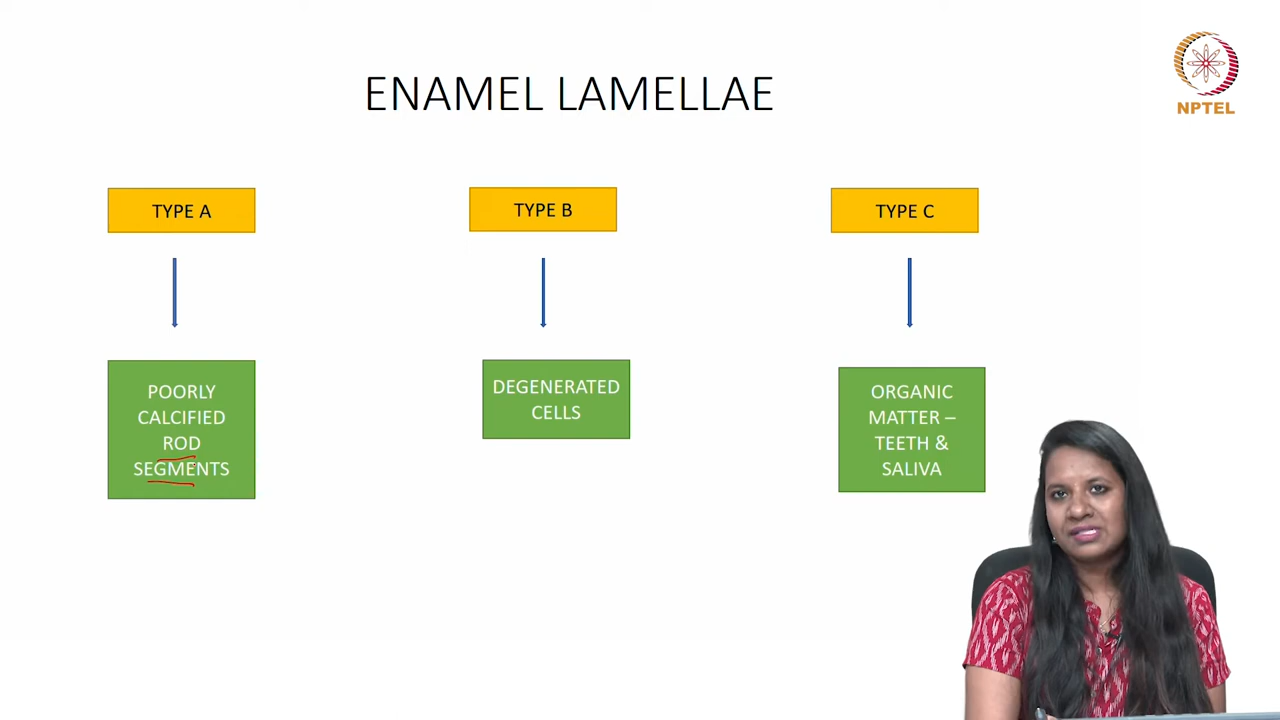 ENAMEL LAMELLAE
NPTEL
TYPE A
TYPE B
TYPE C
POORLY
CALCIFIED
ROD
SEGMENTS
DEGENERATED
CELLS
ORGANIC
MATTER –
TEETH &
SALIVA